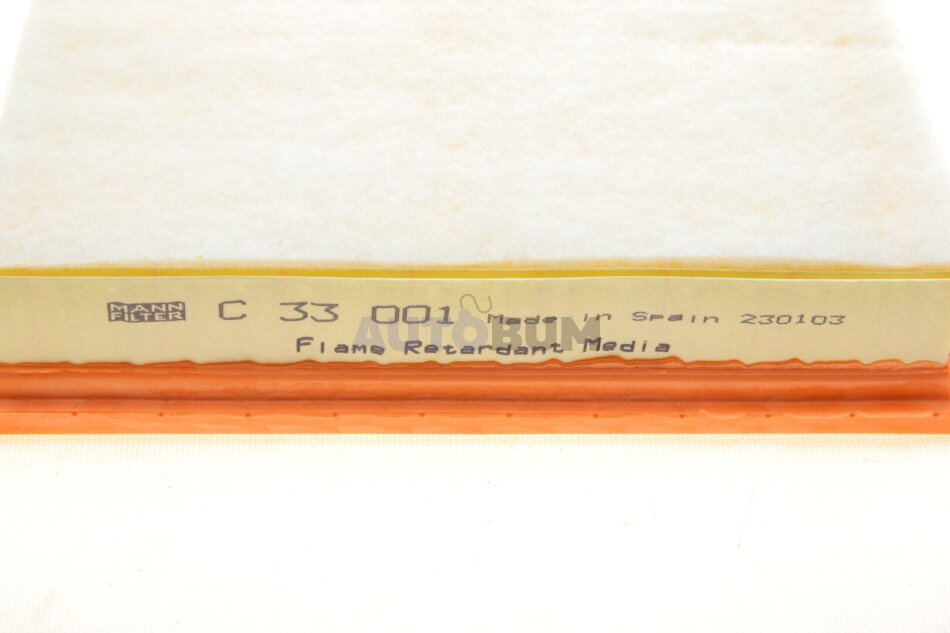 MANN FILTER C 33 001 Made in Spain 230103
Flame Retardant Media
AUTOBUM